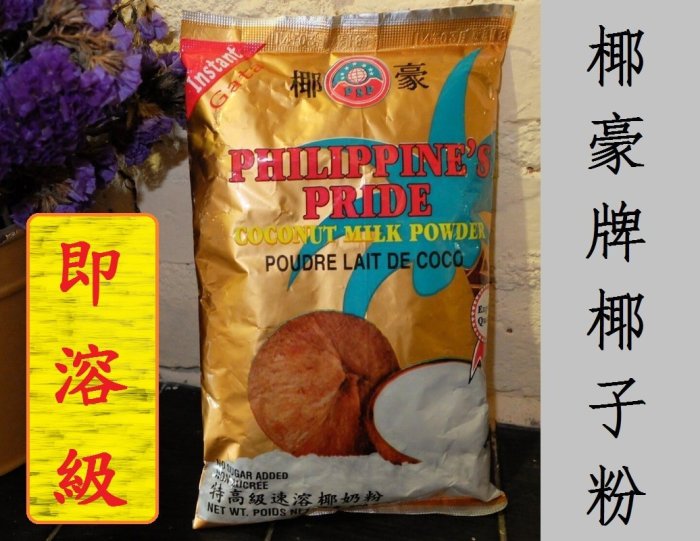 Instant
Gata
椰 豪
PHILIPPINE'S
PRIDE
COCONUT MILK POWDER
POUDRE LAIT DE COCO
NO SUGAR ADDED
特高級速溶椰奶粉
NET WT. POIDS
即溶級
椰豪牌椰子粉